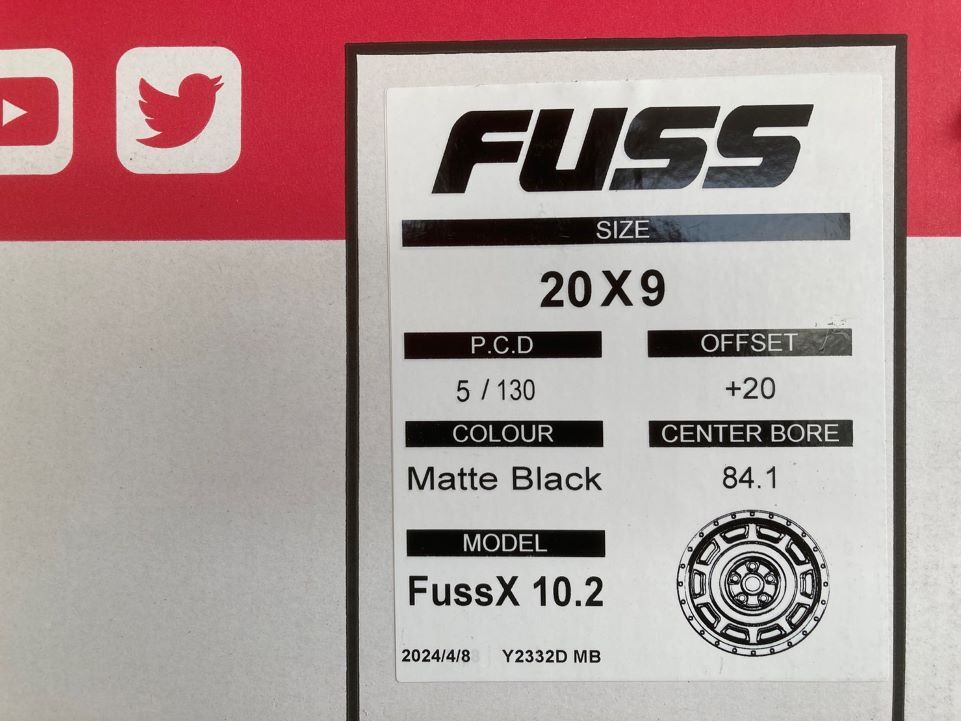 FUSS
SIZE
20 X 9
P.C.D
OFFSET
5 / 130
+20
COLOUR
CENTER BORE
Matte Black
84.1
MODEL
FussX 10.2
2024/4/8 Y2332D MB